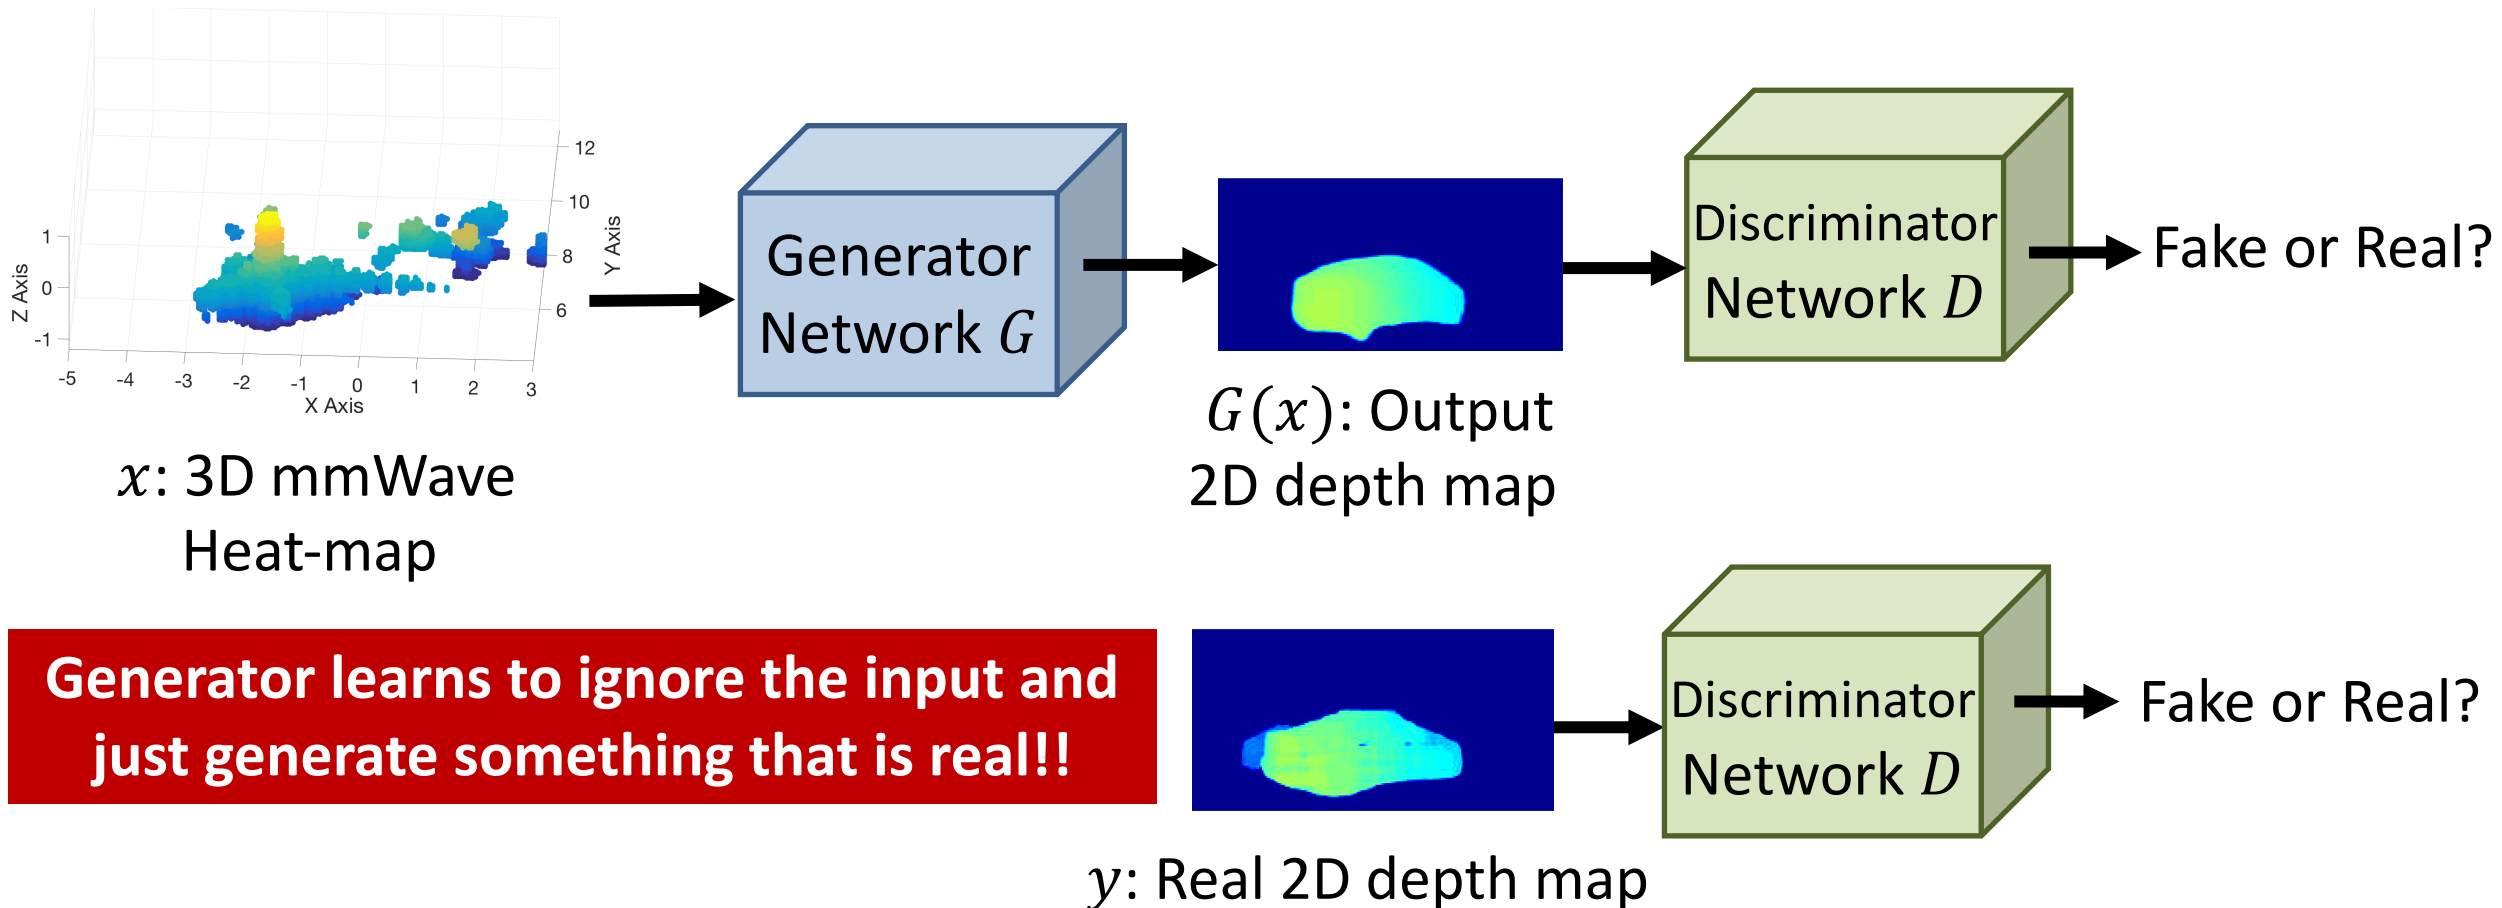 12
10
8
6
Y Axis
1
0
-1
Z Axis
-5 -4 -3 -2 -1 0 1 2 3
X Axis
x: 3D mmWave
Heat-map
Generator
Network G
G(x): Output
2D depth map
Discriminator
Network D
Fake or Real?
Generator learns to ignore the input and
just generate something that is real!!
y: Real 2D depth map
Discriminator
Network D
Fake or Real?